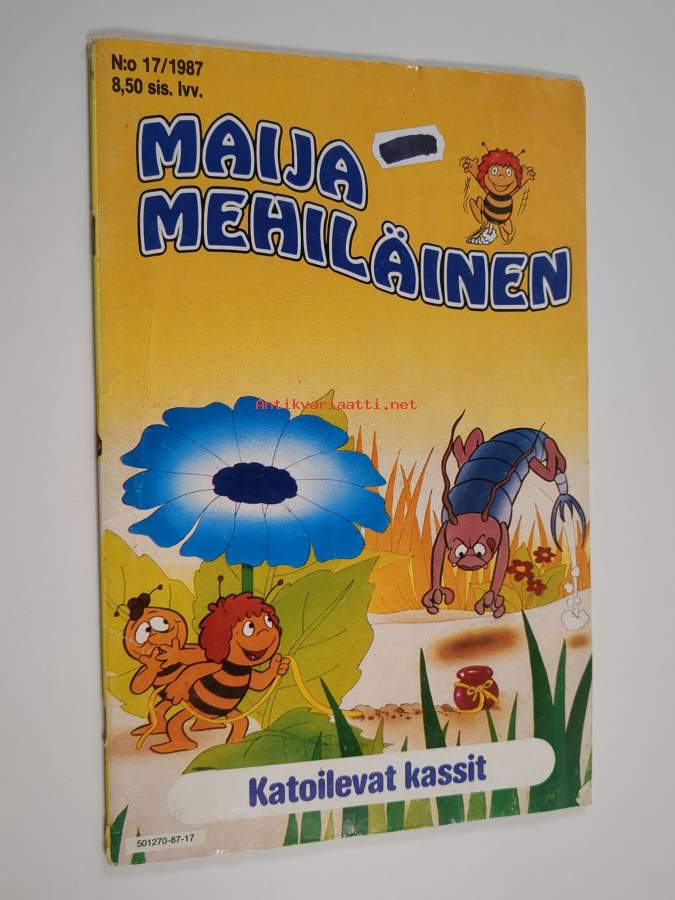 N:o 17/1987
8,50 sis. lvv.
MAIJA
MEHILÄINEN
Antikvariaatti.net
Katoilevat kassit
501270-87-17